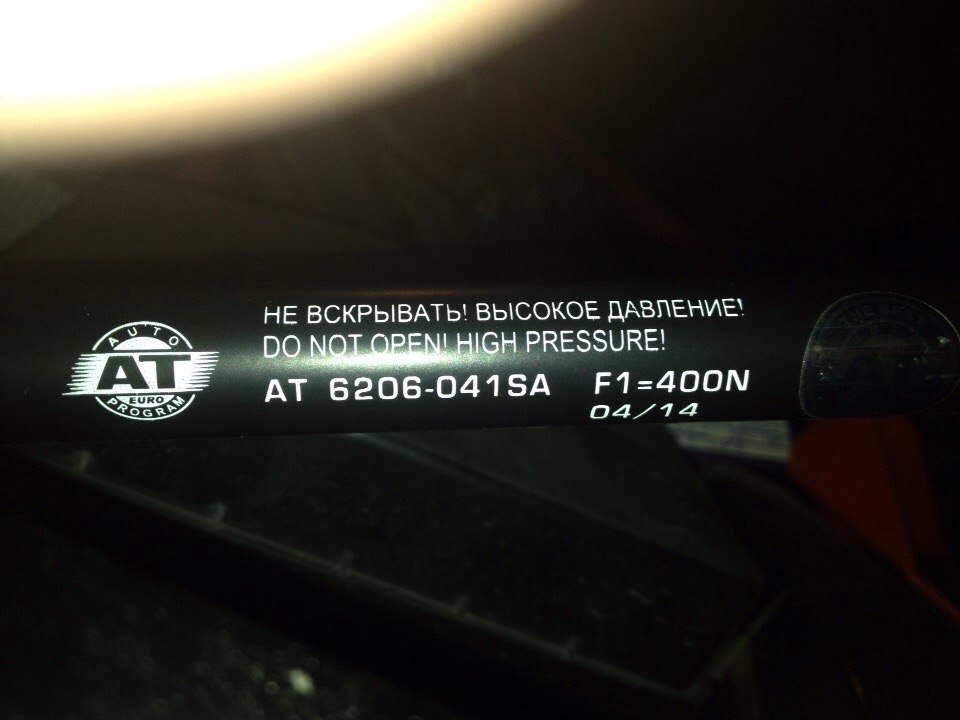 AUTO
AT
EURO
PROGRAM
НЕ ВСКРЫВАТЬ! ВЫСОКОЕ ДАВЛЕНИЕ!
DO NOT OPEN! HIGH PRESSURE!
AT 6206-041SA F1=400N
04/14